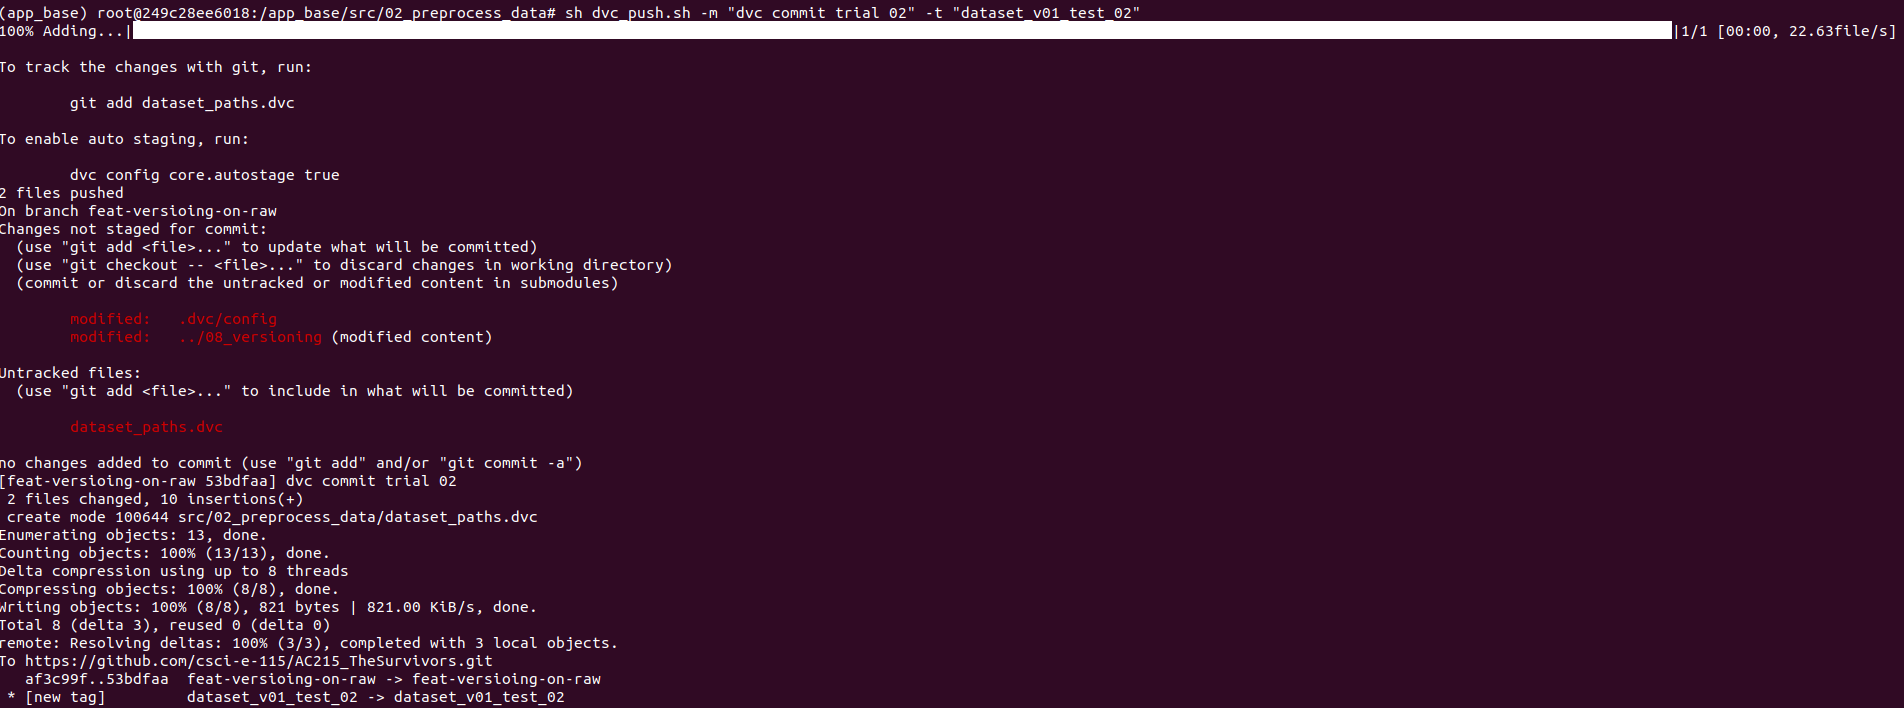 (app_base) root@249c28ee6018:/app_base/src/02_preprocess_data# sh dvc_push.sh -m "dvc commit trial 02" -t "dataset_v01_test_02"
100% Adding...| |1/1 [00:00, 22.63file/s]
To track the changes with git, run:
git add dataset_paths.dvc
To enable auto staging, run:
dvc config core.autostage true
2 files pushed
On branch feat-versioing-on-raw
Changes not staged for commit:
(use "git add <file>..." to update what will be committed)
(use "git checkout -- <file>..." to discard changes in working directory)
(commit or discard the untracked or modified content in submodules)
modified: .dvc/config
modified: ../08_versioning (modified content)
Untracked files:
(use "git add <file>..." to include in what will be committed)
dataset_paths.dvc
no changes added to commit (use "git add" and/or "git commit -a")
[feat-versioing-on-raw 53bdfaa] dvc commit trial 02
2 files changed, 10 insertions(+)
create mode 100644 src/02_preprocess_data/dataset_paths.dvc
Enumerating objects: 13, done.
Counting objects: 100% (13/13), done.
Delta compression using up to 8 threads
Compressing objects: 100% (8/8), done.
Writing objects: 100% (8/8), 821 bytes | 821.00 KiB/s, done.
Total 8 (delta 3), reused 0 (delta 0)
remote: Resolving deltas: 100% (3/3), completed with 3 local objects.
To https://github.com/csci-e-115/AC215_TheSurvivors.git
af3c99f..53bdfaa feat-versioing-on-raw -> feat-versioing-on-raw
* [new tag] dataset_v01_test_02 -> dataset_v01_test_02